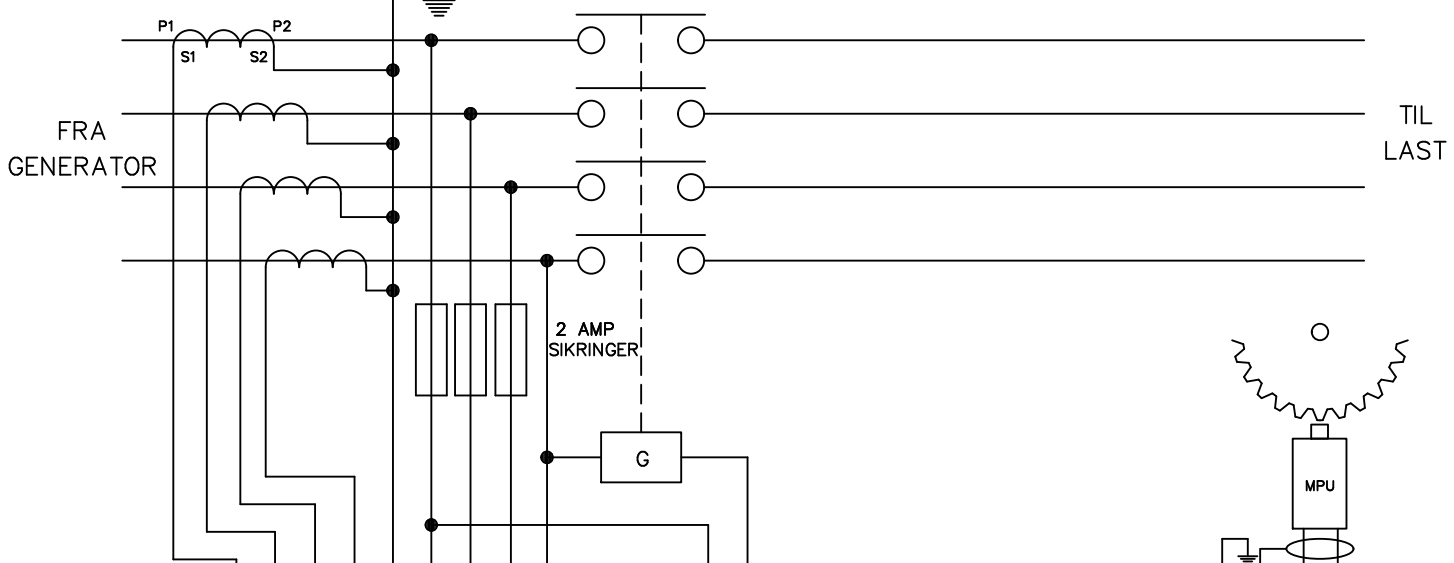 P1 P2
S1 S2
FRA
GENERATOR
TIL
LAST
2 AMP
SIKRINGER
G
MPU